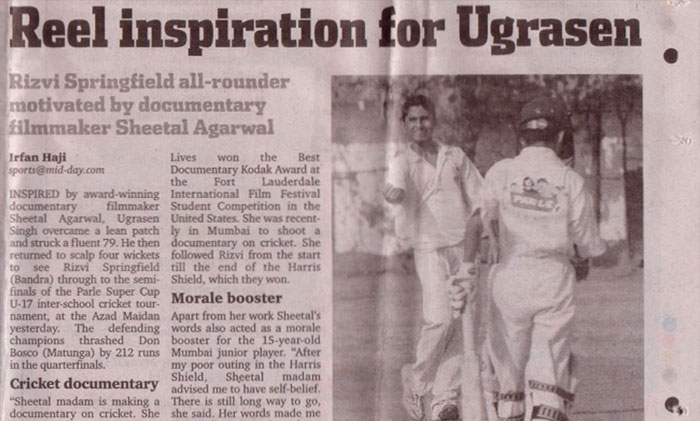 Reel inspiration for Ugrasen
Rizvi Springfield all-rounder
motivated by documentary
filmmaker Sheetal Agarwal
Irfan Haji
sports@mid-day.com
INSPIRED by award-winning
documentary filmmaker
Sheetal Agarwal, Ugrasen
Singh overcame a lean patch
and struck a fluent 79. He then
returned to scalp four wickets
to see Rizvi Springfield
(Bandra) through to the semi-
finals of the Parle Super Cup
U-17 inter-school cricket tour-
nament, at the Azad Maidan
yesterday. The defending
champions thrashed Don
Bosco (Matunga) by 212 runs
in the quarterfinals.
Cricket documentary
"Sheetal madam is making a
documentary on cricket. She
Lives won the Best
Documentary Kodak Award at
the Fort Lauderdale
International Film Festival
Student Competition in the
United States. She was recent-
ly in Mumbai to shoot a
documentary on cricket. She
followed Rizvi from the start
till the end of the Harris
Shield, which they won.
Morale booster
Apart from her work Sheetal's
words also acted as a morale
booster for the 15-year-old
Mumbai junior player. "After
my poor outing in the Harris
Shield, Sheetal madam
advised me to have self-belief.
There is still long way to go,
she said. Her words made me